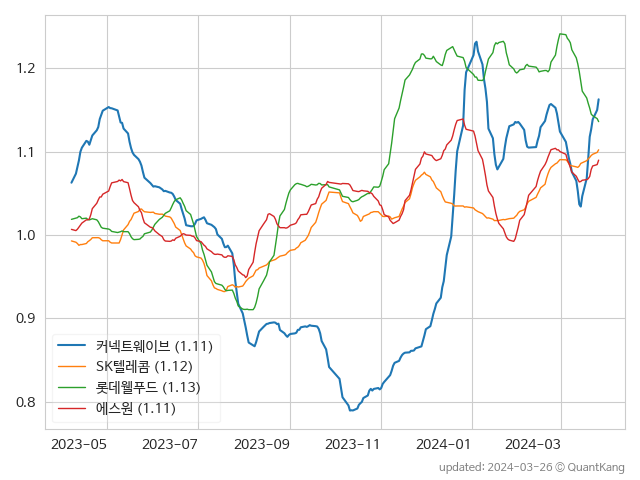 1.2
1.1
1.0
0.9
0.8
커넥트웨이브 (1.11)
SK텔레콤 (1.12)
롯데웰푸드 (1.13)
에스원 (1.11)
2023-05 2023-07 2023-09 2023-11 2024-01 2024-03
updated: 2024-03-26 © QuantKang